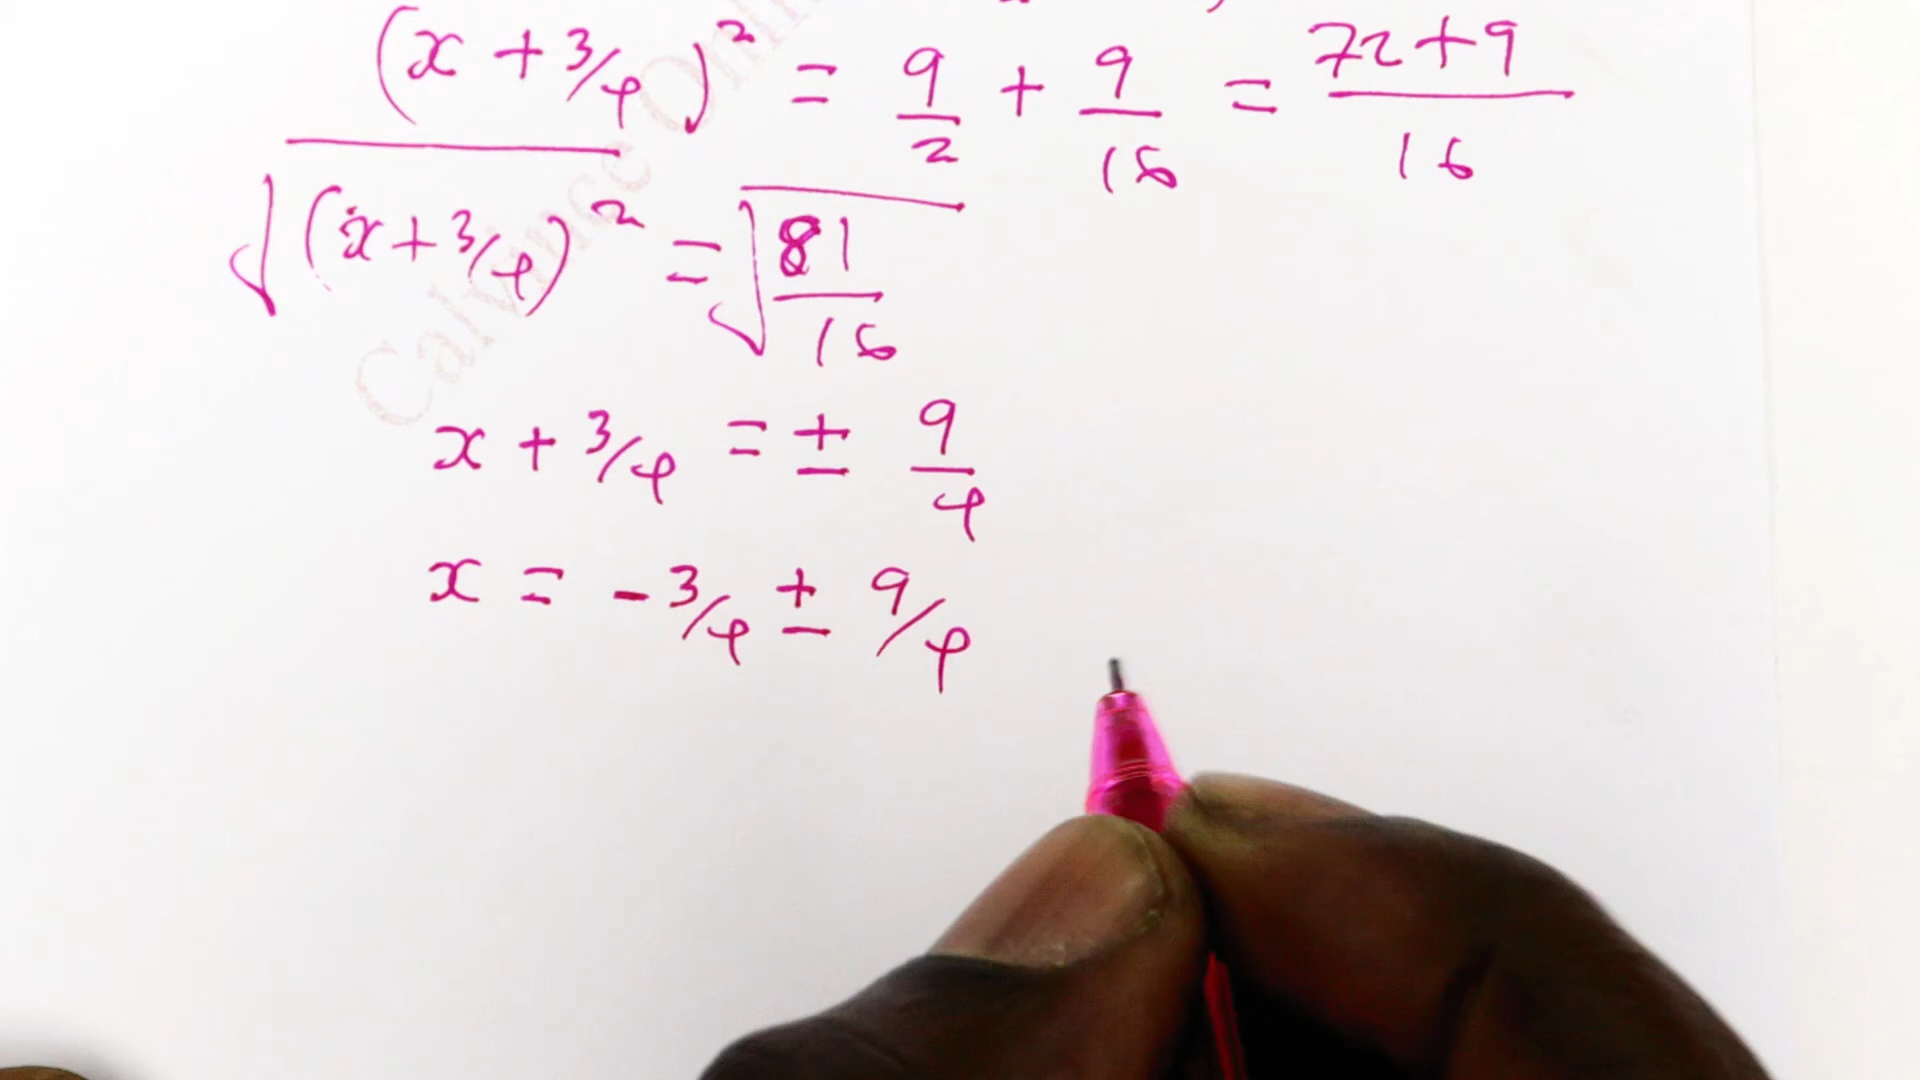 (x + 3/4)² = 9/2 + 9/16 = 72+9/16
√(x+3/4)² = √81/16
x + 3/4 = ± 9/4
x = -3/4 ± 9/4